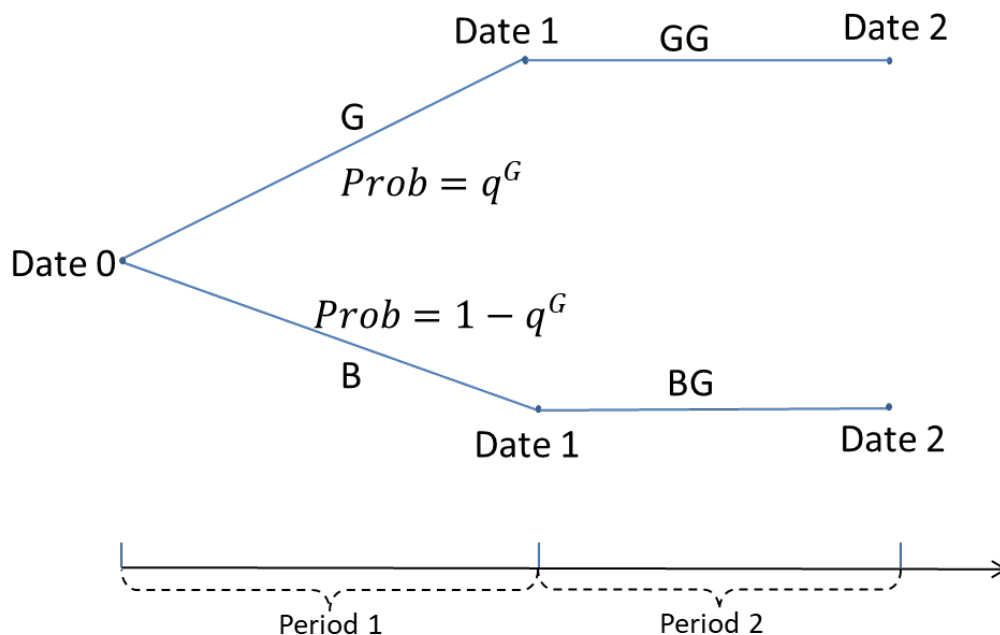 Date 1
GG
Date 2
G
Prob = q^G
Date 0
Prob = 1 − q^G
B
BG
Date 1
Date 2
Period 1
Period 2